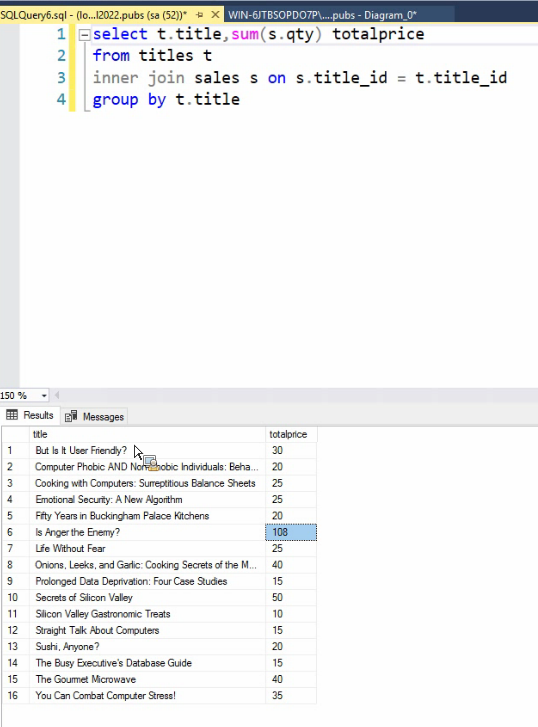 SQLQuery6.sql - (lo...l2022.pubs (sa (52))* WIN-6JTBSOPDO7P\....pubs - Diagram_0*
1 select t.title,sum(s.qty) totalprice
2 from titles t
3 inner join sales s on s.title_id = t.title_id
4 group by t.title
150 %
Results Messages
title totalprice
1 But Is It User Friendly? 30
2 Computer Phobic AND Non-Phobic Individuals: Beha... 20
3 Cooking with Computers: Surreptitious Balance Sheets 25
4 Emotional Security: A New Algorithm 25
5 Fifty Years in Buckingham Palace Kitchens 20
6 Is Anger the Enemy? 108
7 Life Without Fear 25
8 Onions, Leeks, and Garlic: Cooking Secrets of the M... 40
9 Prolonged Data Deprivation: Four Case Studies 15
10 Secrets of Silicon Valley 50
11 Silicon Valley Gastronomic Treats 10
12 Straight Talk About Computers 15
13 Sushi, Anyone? 20
14 The Busy Executive's Database Guide 15
15 The Gourmet Microwave 40
16 You Can Combat Computer Stress! 35